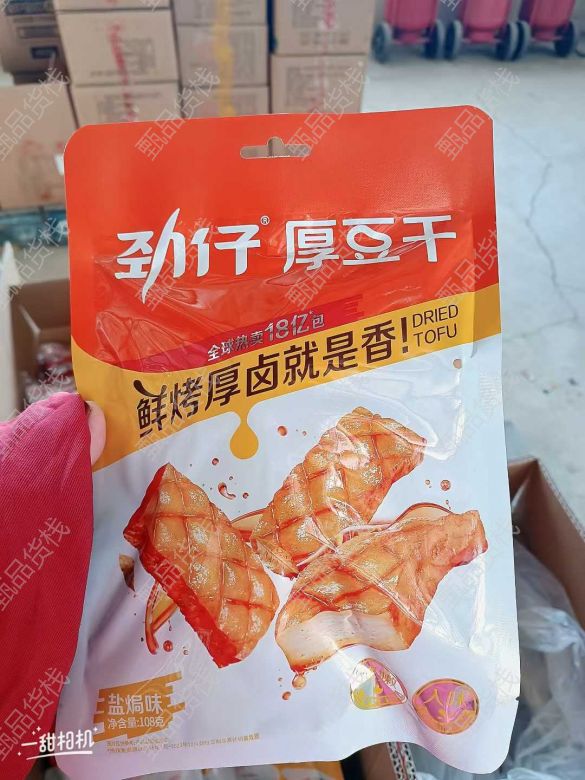 劲仔® 厚豆干
全球热卖18亿+包
鲜烤厚卤就是香!
DRIED
TOFU
盐焗味
净含量:108克
一甜相机
甄品货栈